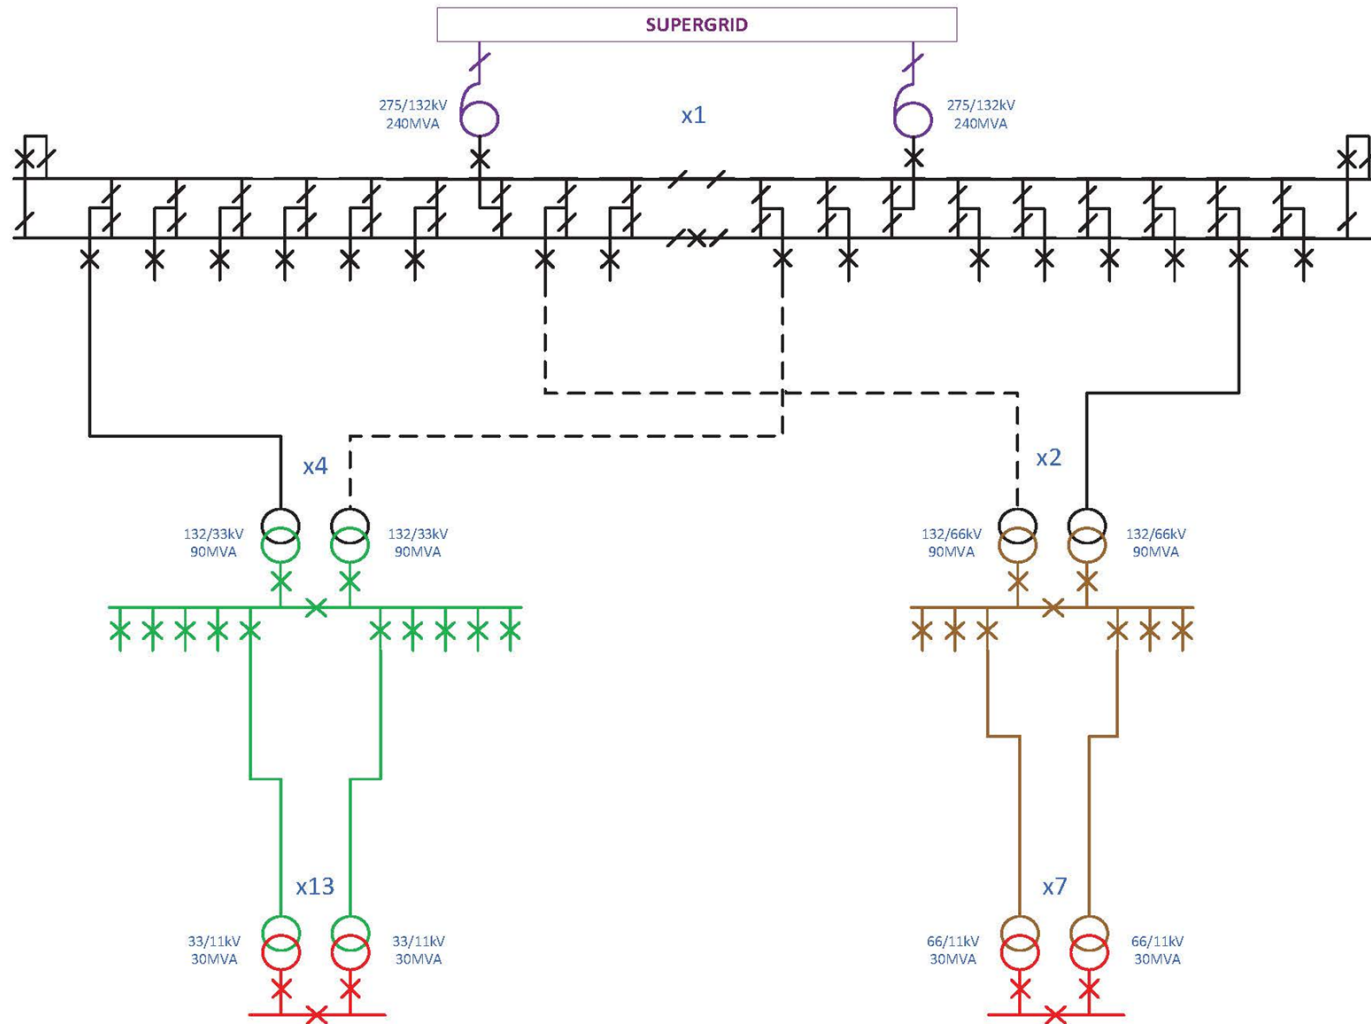 SUPERGRID
275/132kV
240MVA
x1
275/132kV
240MVA
x4
x2
132/33kV
90MVA
132/33kV
90MVA
132/66kV
90MVA
132/66kV
90MVA
x13
x7
33/11kV
30MVA
33/11kV
30MVA
66/11kV
30MVA
66/11kV
30MVA